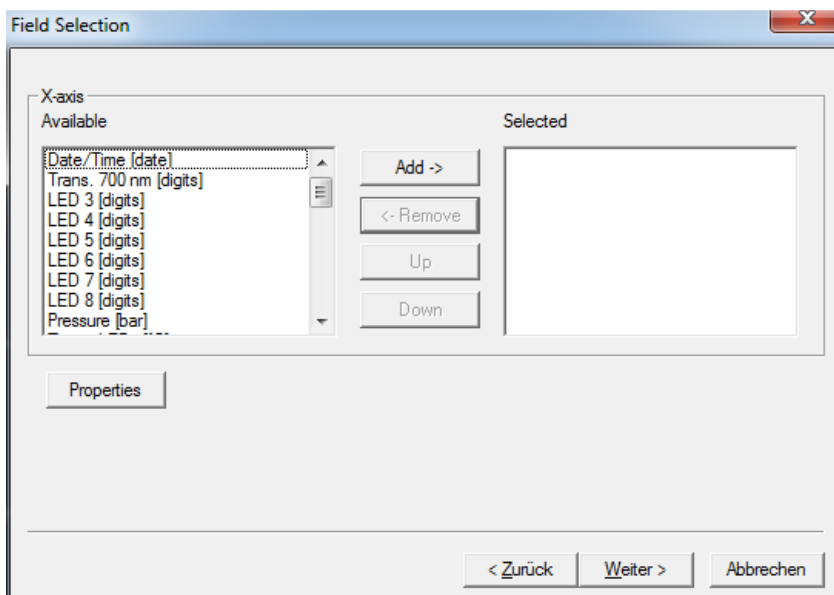 Field Selection
X-axis
Available
Selected
Date/Time [date]
Trans. 700 nm [digits]
LED 3 [digits]
LED 4 [digits]
LED 5 [digits]
LED 6 [digits]
LED 7 [digits]
LED 8 [digits]
Pressure [bar]
Add ->
<- Remove
Up
Down
Properties
< Zurück
Weiter >
Abbrechen